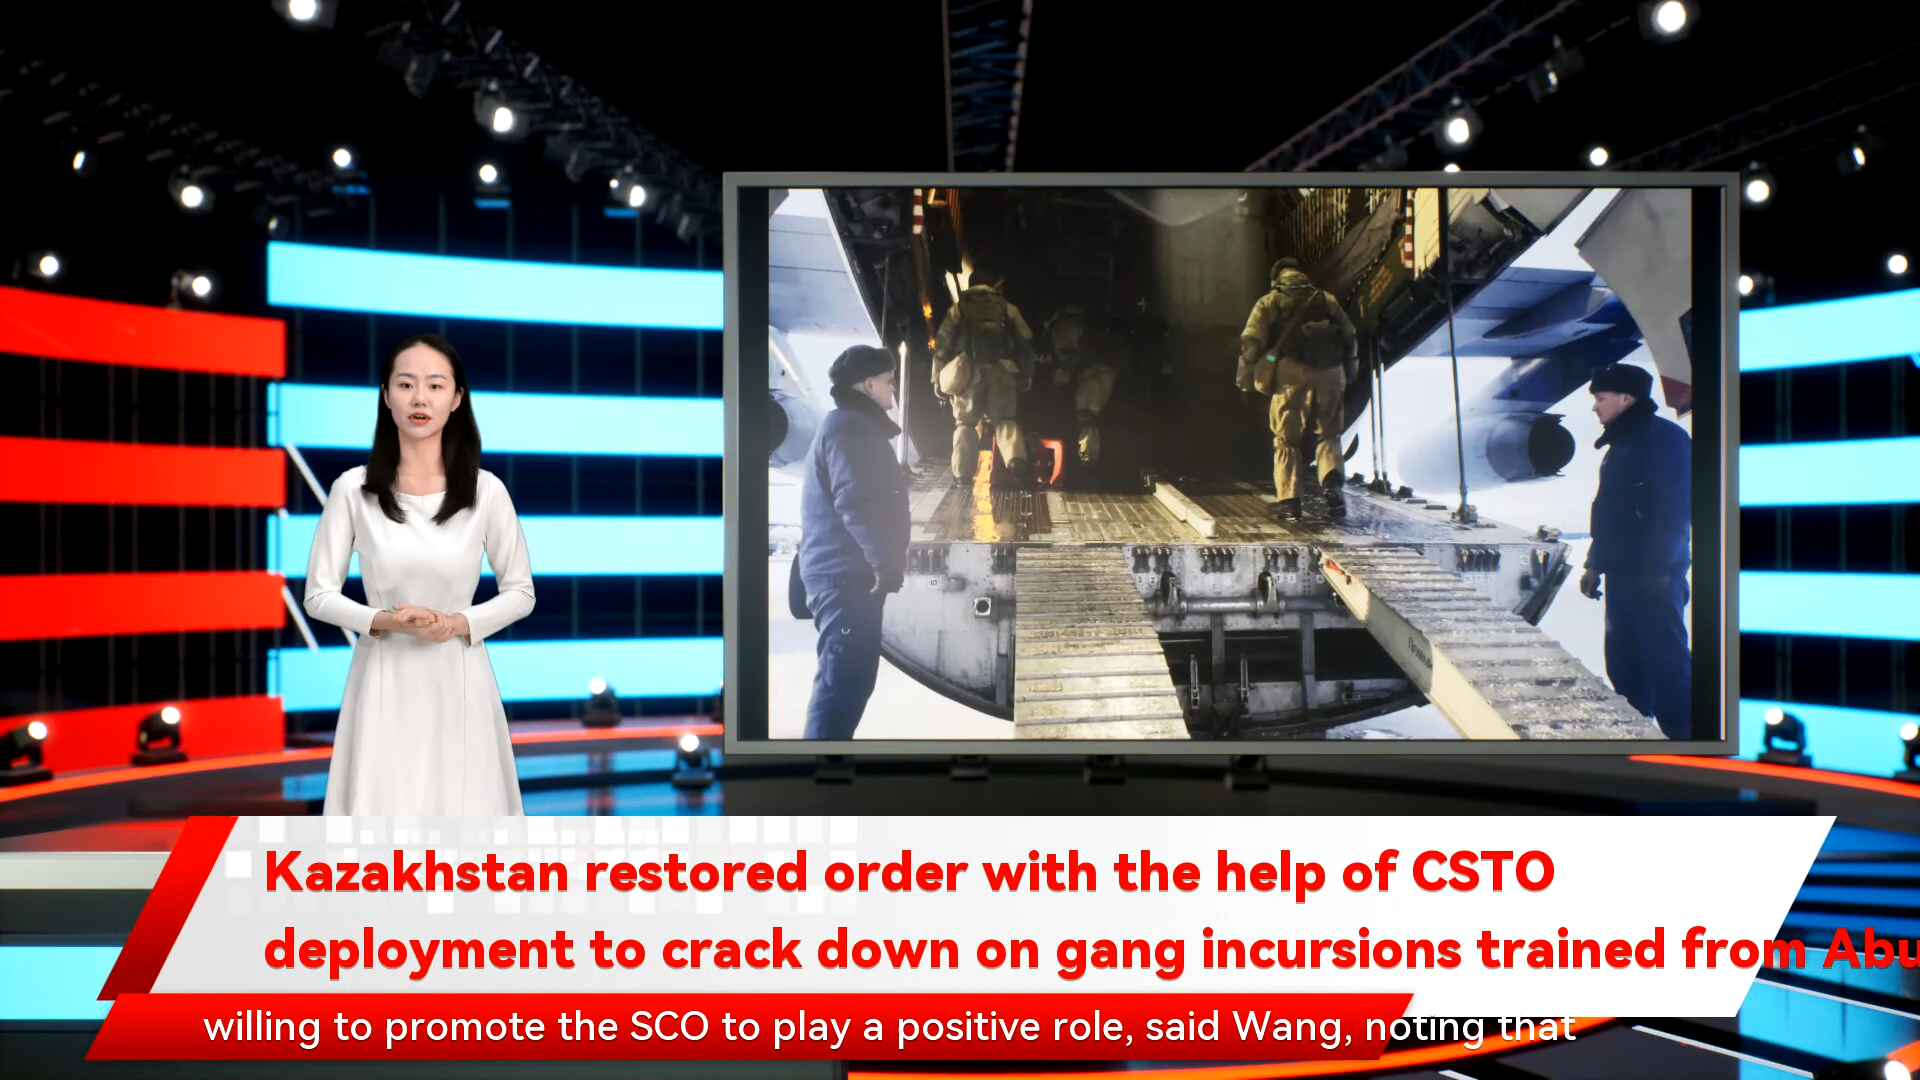 Kazakhstan restored order with the help of CSTO
deployment to crack down on gang incursions trained from
willing to promote the SCO to play a positive role, said Wang, noting that